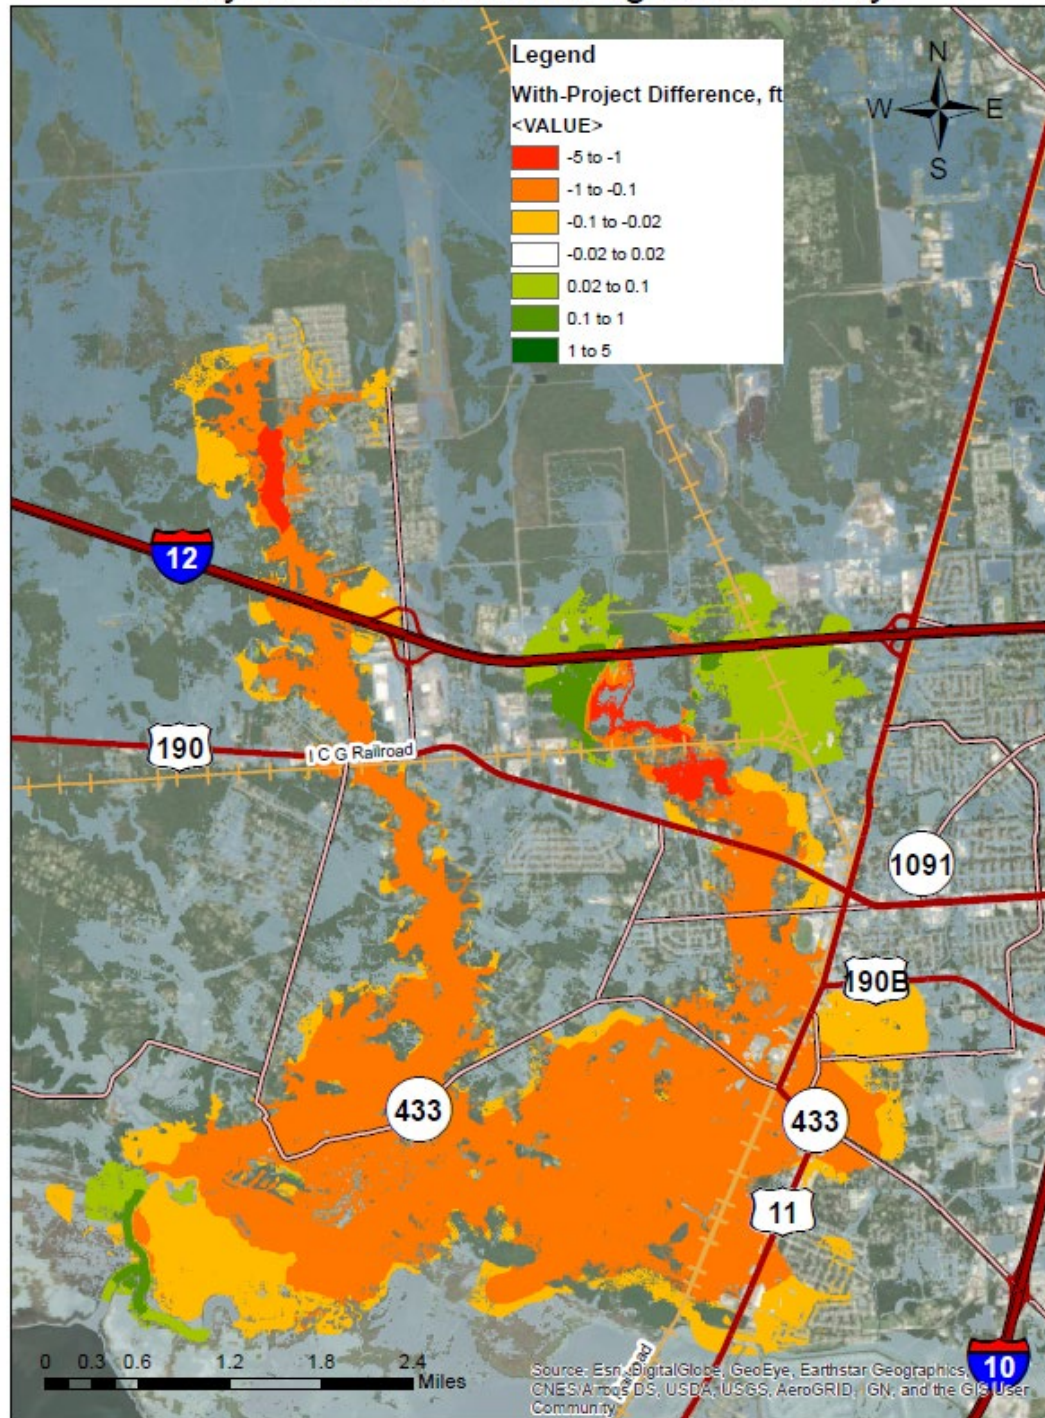 Legend
With-Project Difference, ft
<VALUE>
-5 to -1
-1 to -0.1
-0.1 to -0.02
-0.02 to 0.02
0.02 to 0.1
0.1 to 1
1 to 5
N
W E
S
12
190
I C G Railroad
1091
190B
433
433
11
10
0 0.3 0.6 1.2 1.8 2.4
Miles
Source: Esri, DigitalGlobe, GeoEye, Earthstar Geographics,
CNES/Airbus DS, USDA, USGS, AeroGRID, IGN, and the GIS User
Community